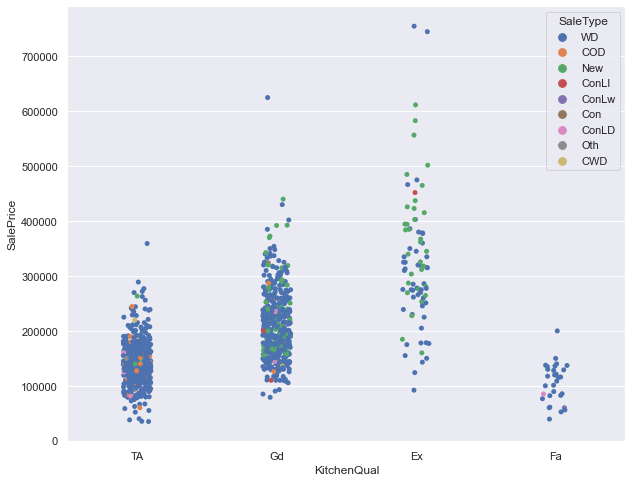 SaleType
WD
COD
New
ConLI
ConLw
Con
ConLD
Oth
CWD
700000
600000
500000
400000
300000
200000
100000
0
SalePrice
TA Gd Ex Fa
KitchenQual